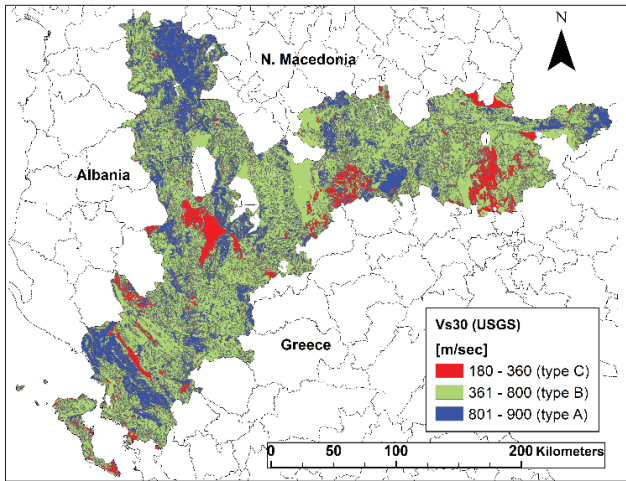 N
N. Macedonia
Albania
Greece
Vs30 (USGS)
[m/sec]
180 - 360 (type C)
361 - 800 (type B)
801 - 900 (type A)
0 50 100 200 Kilometers